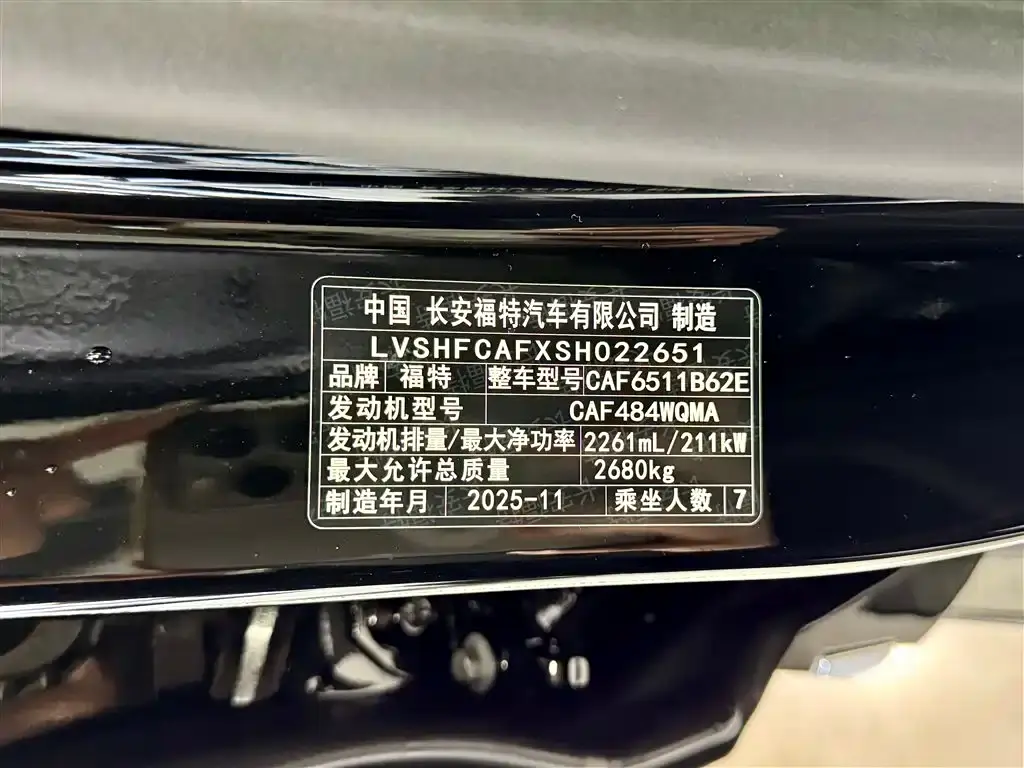 中国 长安福特汽车有限公司 制造
LVSHFCAFXSH022651
品牌 福特 整车型号 CAF6511B62E
发动机型号 CAF484WQMA
发动机排量/最大净功率 2261mL/211kW
最大允许总质量 2680kg
制造年月 2025-11 乘坐人数 7